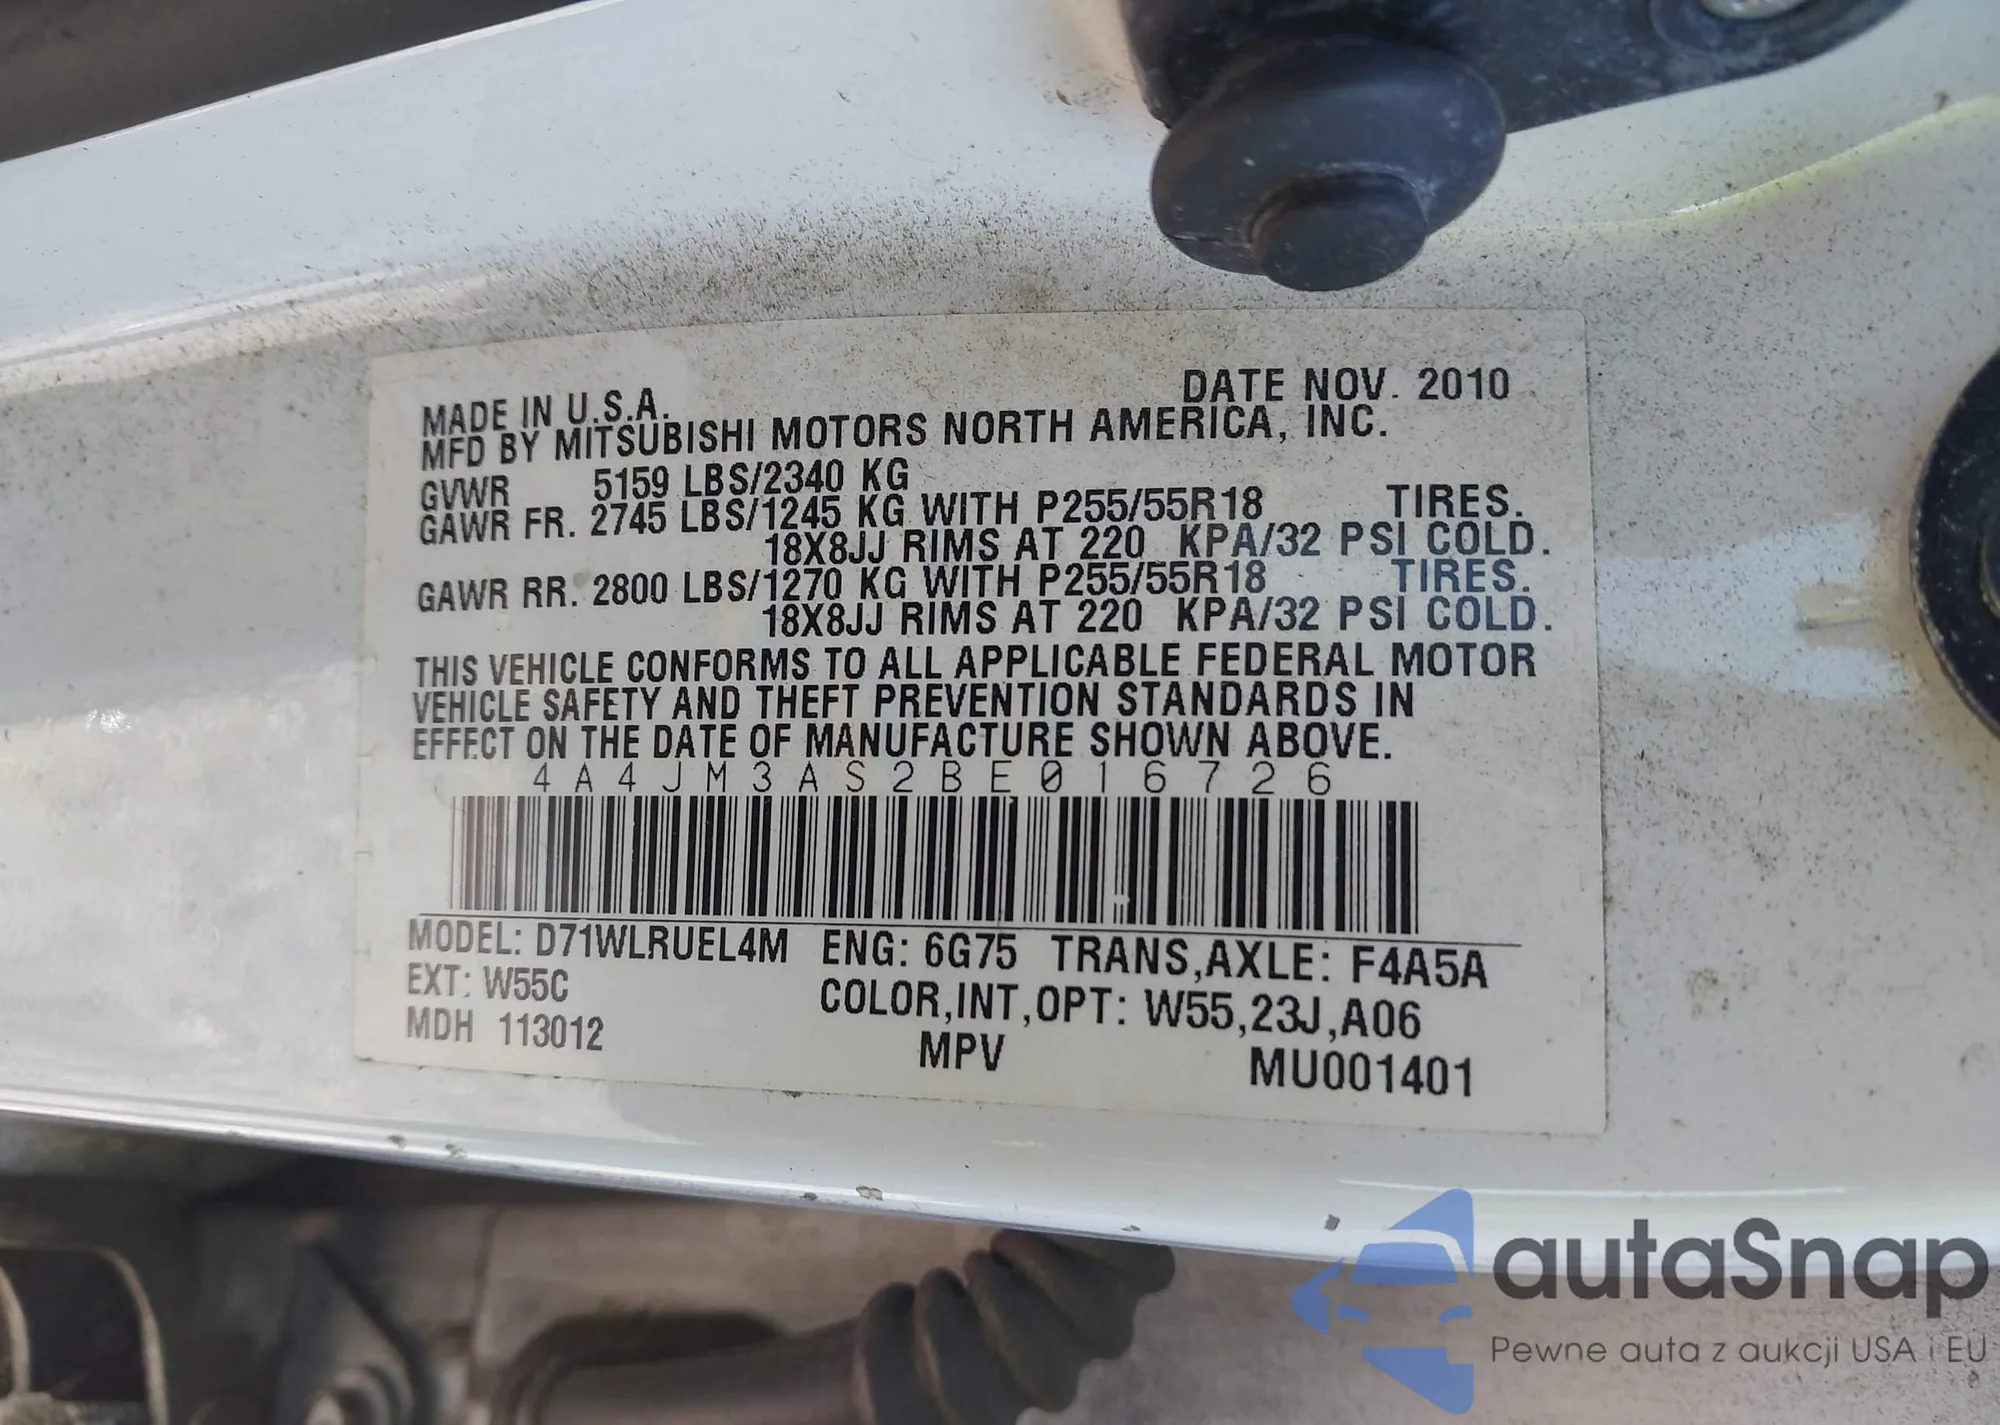 DATE NOV. 2010
MADE IN U.S.A.
MFD BY MITSUBISHI MOTORS NORTH AMERICA, INC.
GVWR 5159 LBS/2340 KG
GAWR FR. 2745 LBS/1245 KG WITH P255/55R18 TIRES.
18X8JJ RIMS AT 220 KPA/32 PSI COLD.
GAWR RR. 2800 LBS/1270 KG WITH P255/55R18 TIRES.
18X8JJ RIMS AT 220 KPA/32 PSI COLD.
THIS VEHICLE CONFORMS TO ALL APPLICABLE FEDERAL MOTOR
VEHICLE SAFETY AND THEFT PREVENTION STANDARDS IN
EFFECT ON THE DATE OF MANUFACTURE SHOWN ABOVE.
4A4JM3AS2BE016726
MODEL: D71WLRUEL4M ENG: 6G75 TRANS,AXLE: F4A5A
EXT: W55C COLOR,INT,OPT: W55,23J,A06
MDH 113012 MPV MU001401
autaSnap
Pewne auta z aukcji USA i EU